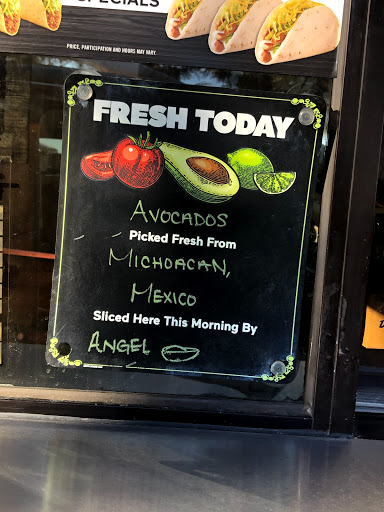 SPECIALS
PRICE, PARTICIPATION AND HOURS MAY VARY.
FRESH TODAY
AVOCADOS
Picked Fresh From
MICHOACAN,
MEXICO
Sliced Here This Morning By
ANGEL